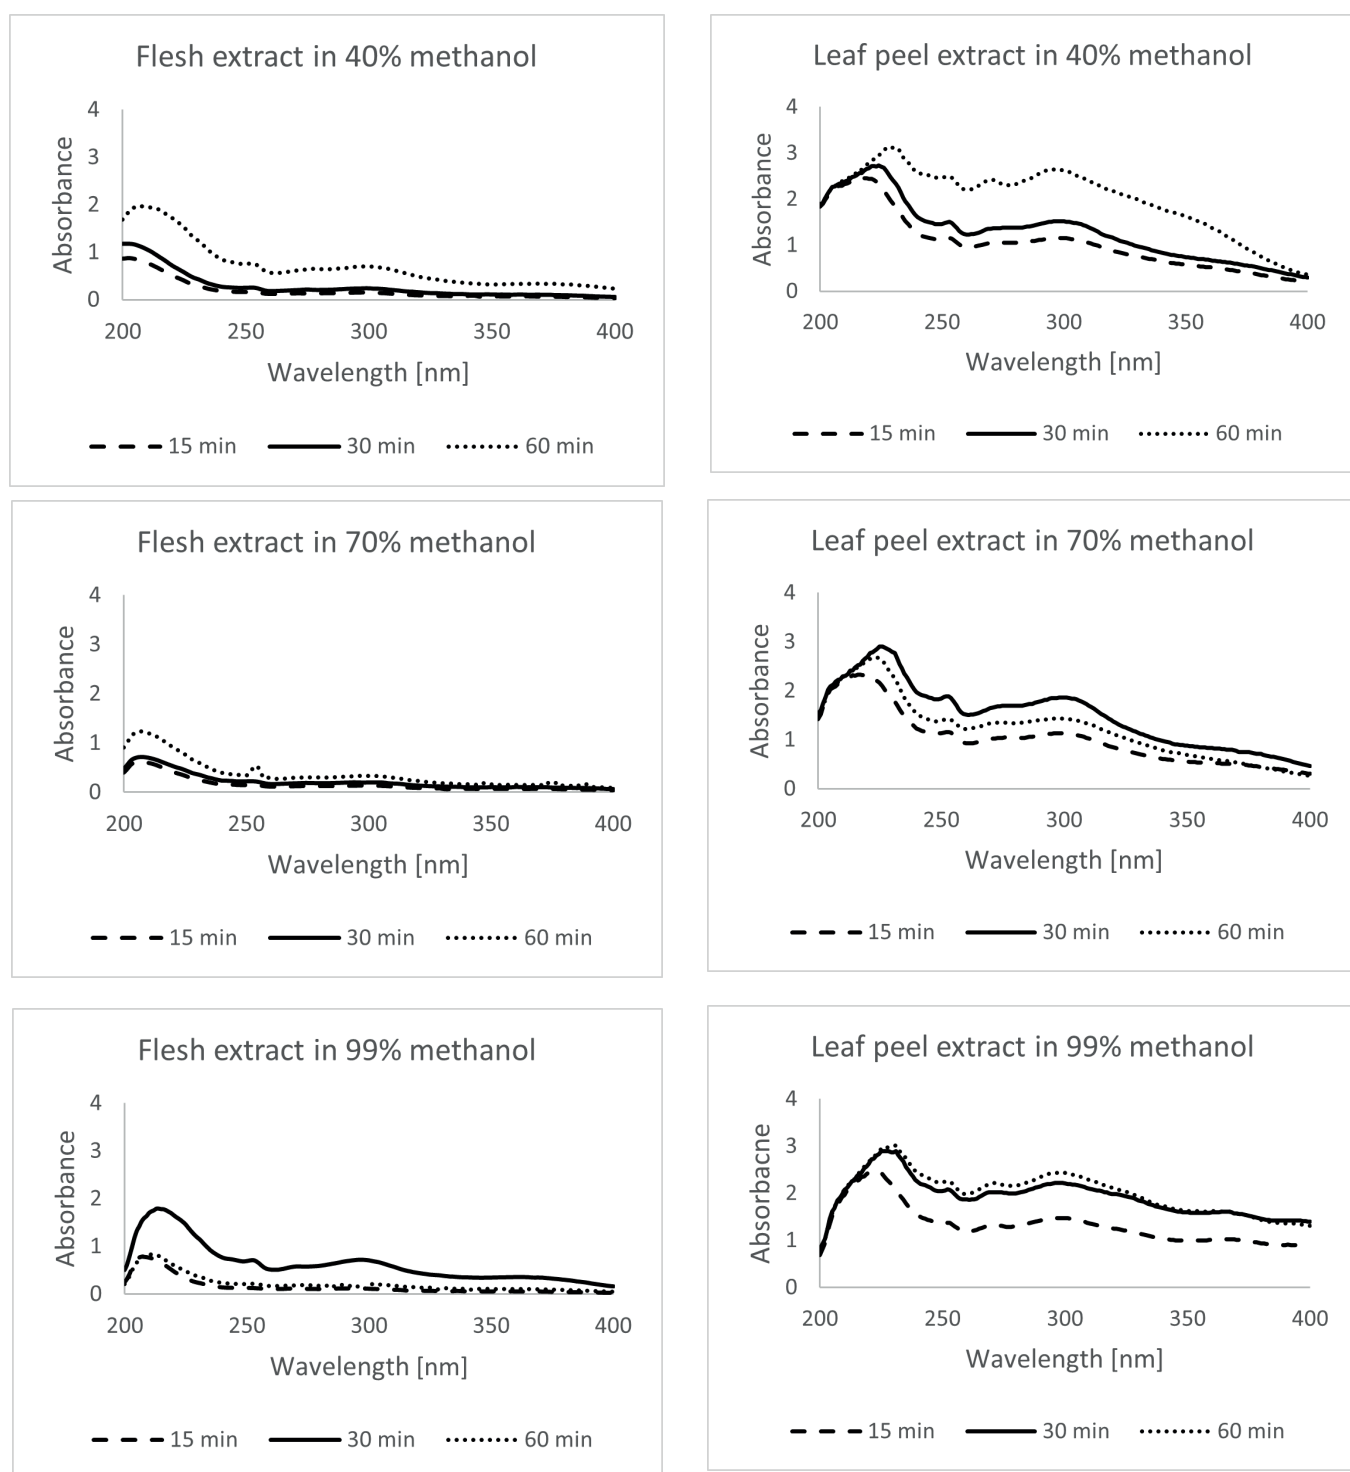 Flesh extract in 40% methanol
4
3
2
1
0
Absorbance
200 250 300 350 400
Wavelength [nm]
15 min 30 min 60 min
Leaf peel extract in 40% methanol
4
3
2
1
0
Absorbance
200 250 300 350 400
Wavelength [nm]
15 min 30 min 60 min
Flesh extract in 70% methanol
4
3
2
1
0
Absorbance
200 250 300 350 400
Wavelength [nm]
15 min 30 min 60 min
Leaf peel extract in 70% methanol
4
3
2
1
0
Absorbance
200 250 300 350 400
Wavelength [nm]
15 min 30 min 60 min
Flesh extract in 99% methanol
4
3
2
1
0
Absorbance
200 250 300 350 400
Wavelength [nm]
15 min 30 min 60 min
Leaf peel extract in 99% methanol
4
3
2
1
0
Absorbacne
200 250 300 350 400
Wavelength [nm]
15 min 30 min 60 min